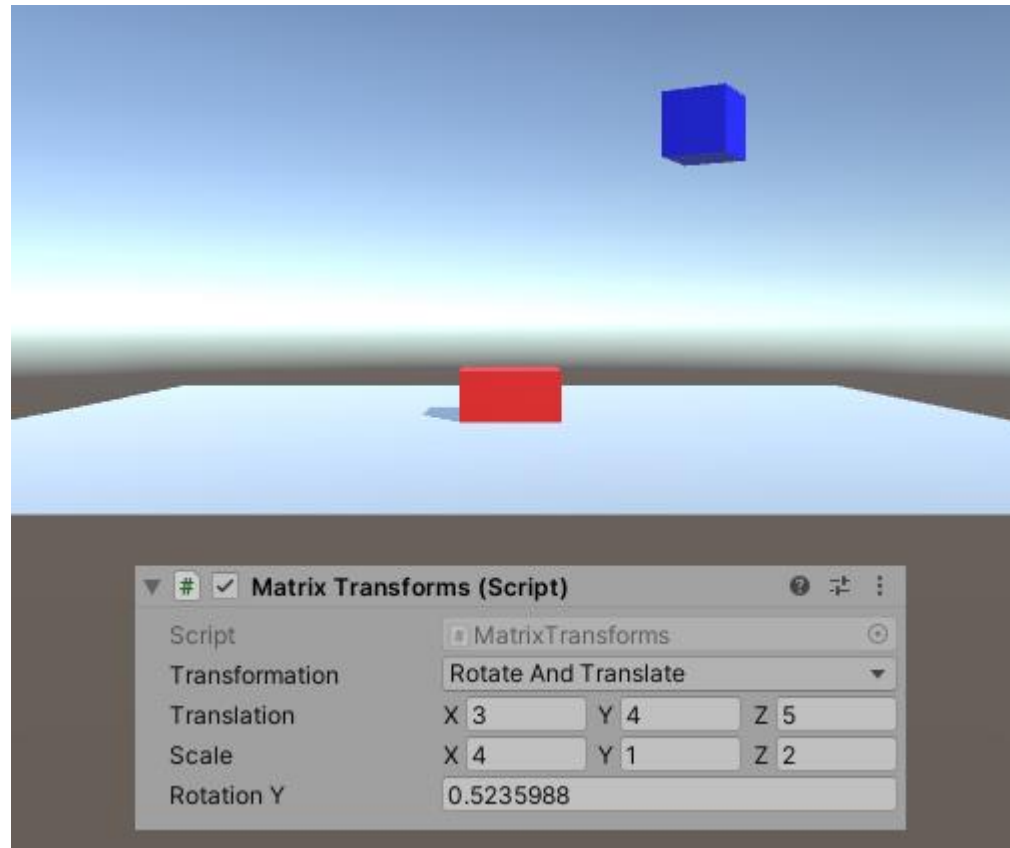 # Matrix Transforms (Script)
Script # MatrixTransforms
Transformation Rotate And Translate
Translation X 3 Y 4 Z 5
Scale X 4 Y 1 Z 2
Rotation Y 0.5235988